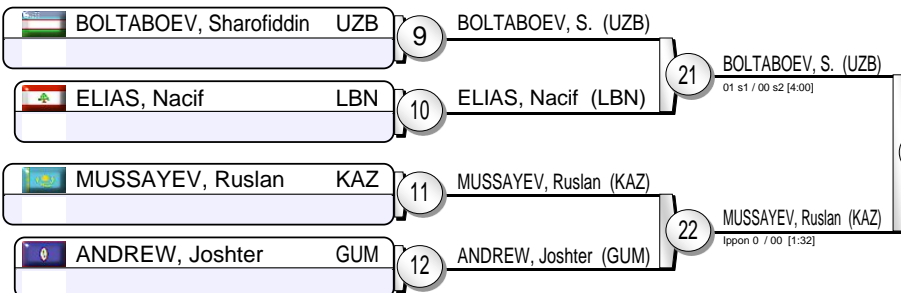 BOLTABOEV, Sharofiddin UZB
9
BOLTABOEV, S. (UZB)
21
BOLTABOEV, S. (UZB)
01 s1 / 00 s2 [4:00]
ELIAS, Nacif LBN
10
ELIAS, Nacif (LBN)
MUSSAYEV, Ruslan KAZ
11
MUSSAYEV, Ruslan (KAZ)
22
MUSSAYEV, Ruslan (KAZ)
Ippon 0 / 00 [1:32]
ANDREW, Joshter GUM
12
ANDREW, Joshter (GUM)